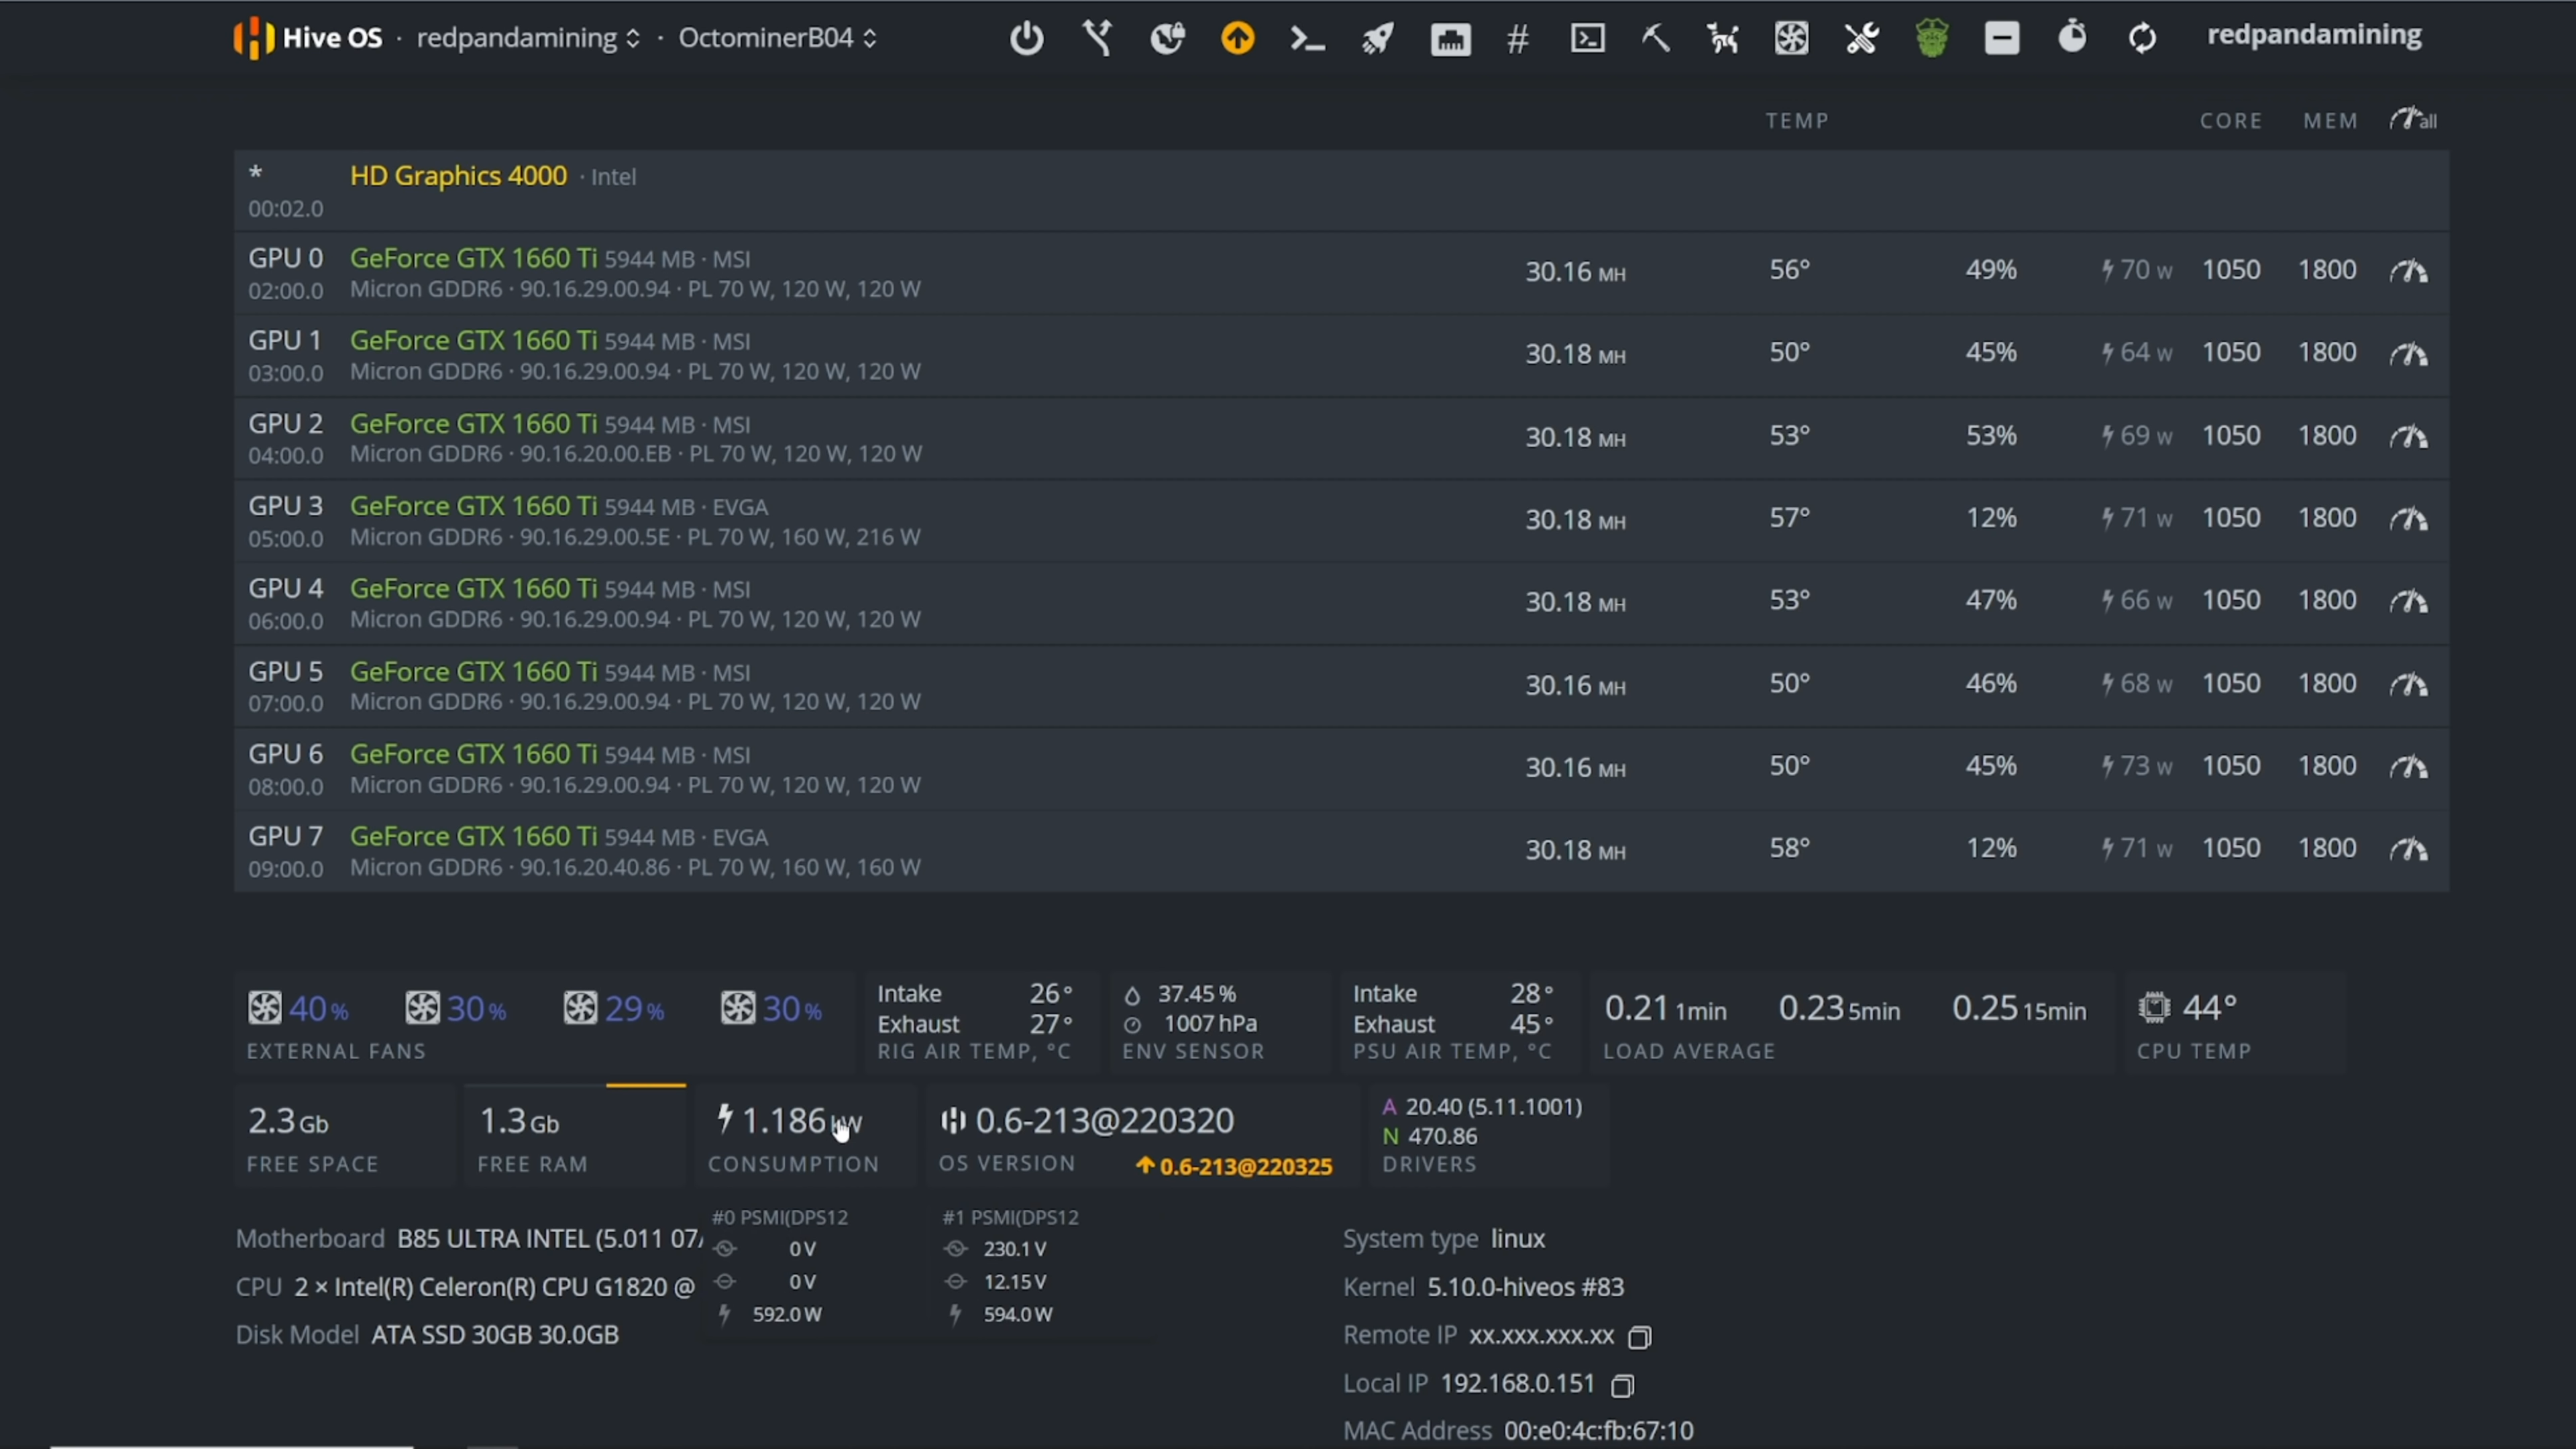 Hive OS · redpandamining · OctominerB04 # redpandamining
TEMP CORE MEM all
* HD Graphics 4000 · Intel
00:02.0
GPU 0 GeForce GTX 1660 Ti 5944 MB · MSI 30.16 MH 56° 49% 70 W 1050 1800
02:00.0 Micron GDDR6 · 90.16.29.00.94 · PL 70 W, 120 W, 120 W
GPU 1 GeForce GTX 1660 Ti 5944 MB · MSI 30.18 MH 50° 45% 64 W 1050 1800
03:00.0 Micron GDDR6 · 90.16.29.00.94 · PL 70 W, 120 W, 120 W
GPU 2 GeForce GTX 1660 Ti 5944 MB · MSI 30.18 MH 53° 53% 69 W 1050 1800
04:00.0 Micron GDDR6 · 90.16.20.00.EB · PL 70 W, 120 W, 120 W
GPU 3 GeForce GTX 1660 Ti 5944 MB · EVGA 30.18 MH 57° 12% 71 W 1050 1800
05:00.0 Micron GDDR6 · 90.16.29.00.5E · PL 70 W, 160 W, 216 W
GPU 4 GeForce GTX 1660 Ti 5944 MB · MSI 30.18 MH 53° 47% 66 W 1050 1800
06:00.0 Micron GDDR6 · 90.16.29.00.94 · PL 70 W, 120 W, 120 W
GPU 5 GeForce GTX 1660 Ti 5944 MB · MSI 30.16 MH 50° 46% 68 W 1050 1800
07:00.0 Micron GDDR6 · 90.16.29.00.94 · PL 70 W, 120 W, 120 W
GPU 6 GeForce GTX 1660 Ti 5944 MB · MSI 30.16 MH 50° 45% 73 W 1050 1800
08:00.0 Micron GDDR6 · 90.16.29.00.94 · PL 70 W, 120 W, 120 W
GPU 7 GeForce GTX 1660 Ti 5944 MB · EVGA 30.18 MH 58° 12% 71 W 1050 1800
09:00.0 Micron GDDR6 · 90.16.20.40.86 · PL 70 W, 160 W, 160 W
40 % 30 % 29 % 30 %
EXTERNAL FANS
Intake 26°
Exhaust 27°
RIG AIR TEMP, °C
37.45 %
1007 hPa
ENV SENSOR
Intake 28°
Exhaust 45°
PSU AIR TEMP, °C
0.21 1min 0.23 5min 0.25 15min
LOAD AVERAGE
44°
CPU TEMP
2.3 Gb
FREE SPACE
1.3 Gb
FREE RAM
1.186 kW
CONSUMPTION
0.6-213@220320
OS VERSION 0.6-213@220325
A 20.40 (5.11.1001)
N 470.86
DRIVERS
Motherboard B85 ULTRA INTEL (5.011 07/
CPU 2 × Intel(R) Celeron(R) CPU G1820 @
Disk Model ATA SSD 30GB 30.0GB
#0 PSMI(DPS12
0 V
0 V
592.0 W
#1 PSMI(DPS12
230.1 V
12.15 V
594.0 W
System type linux
Kernel 5.10.0-hiveos #83
Remote IP xx.xxx.xxx.xx
Local IP 192.168.0.151
MAC Address 00:e0:4c:fb:67:10